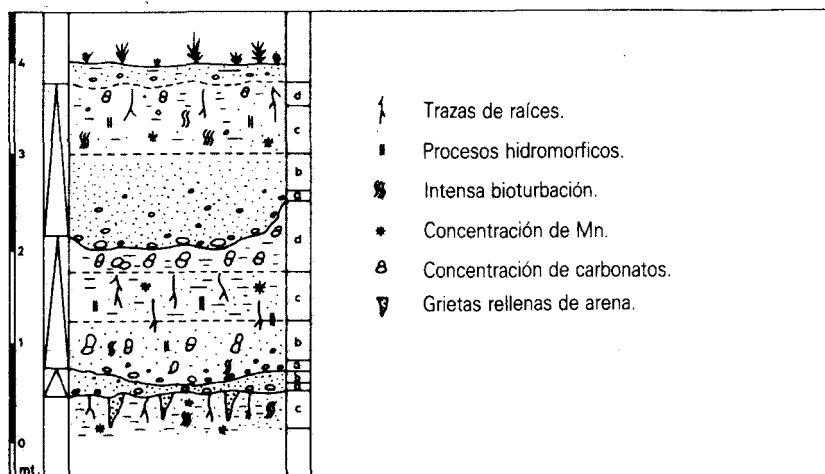 4
3
2
1
0
mt.
d
c
b
a
d
c
b
a
b
a
c
Trazas de raíces.
Procesos hidromorficos.
Intensa bioturbación.
Concentración de Mn.
Concentración de carbonatos.
Grietas rellenas de arena.